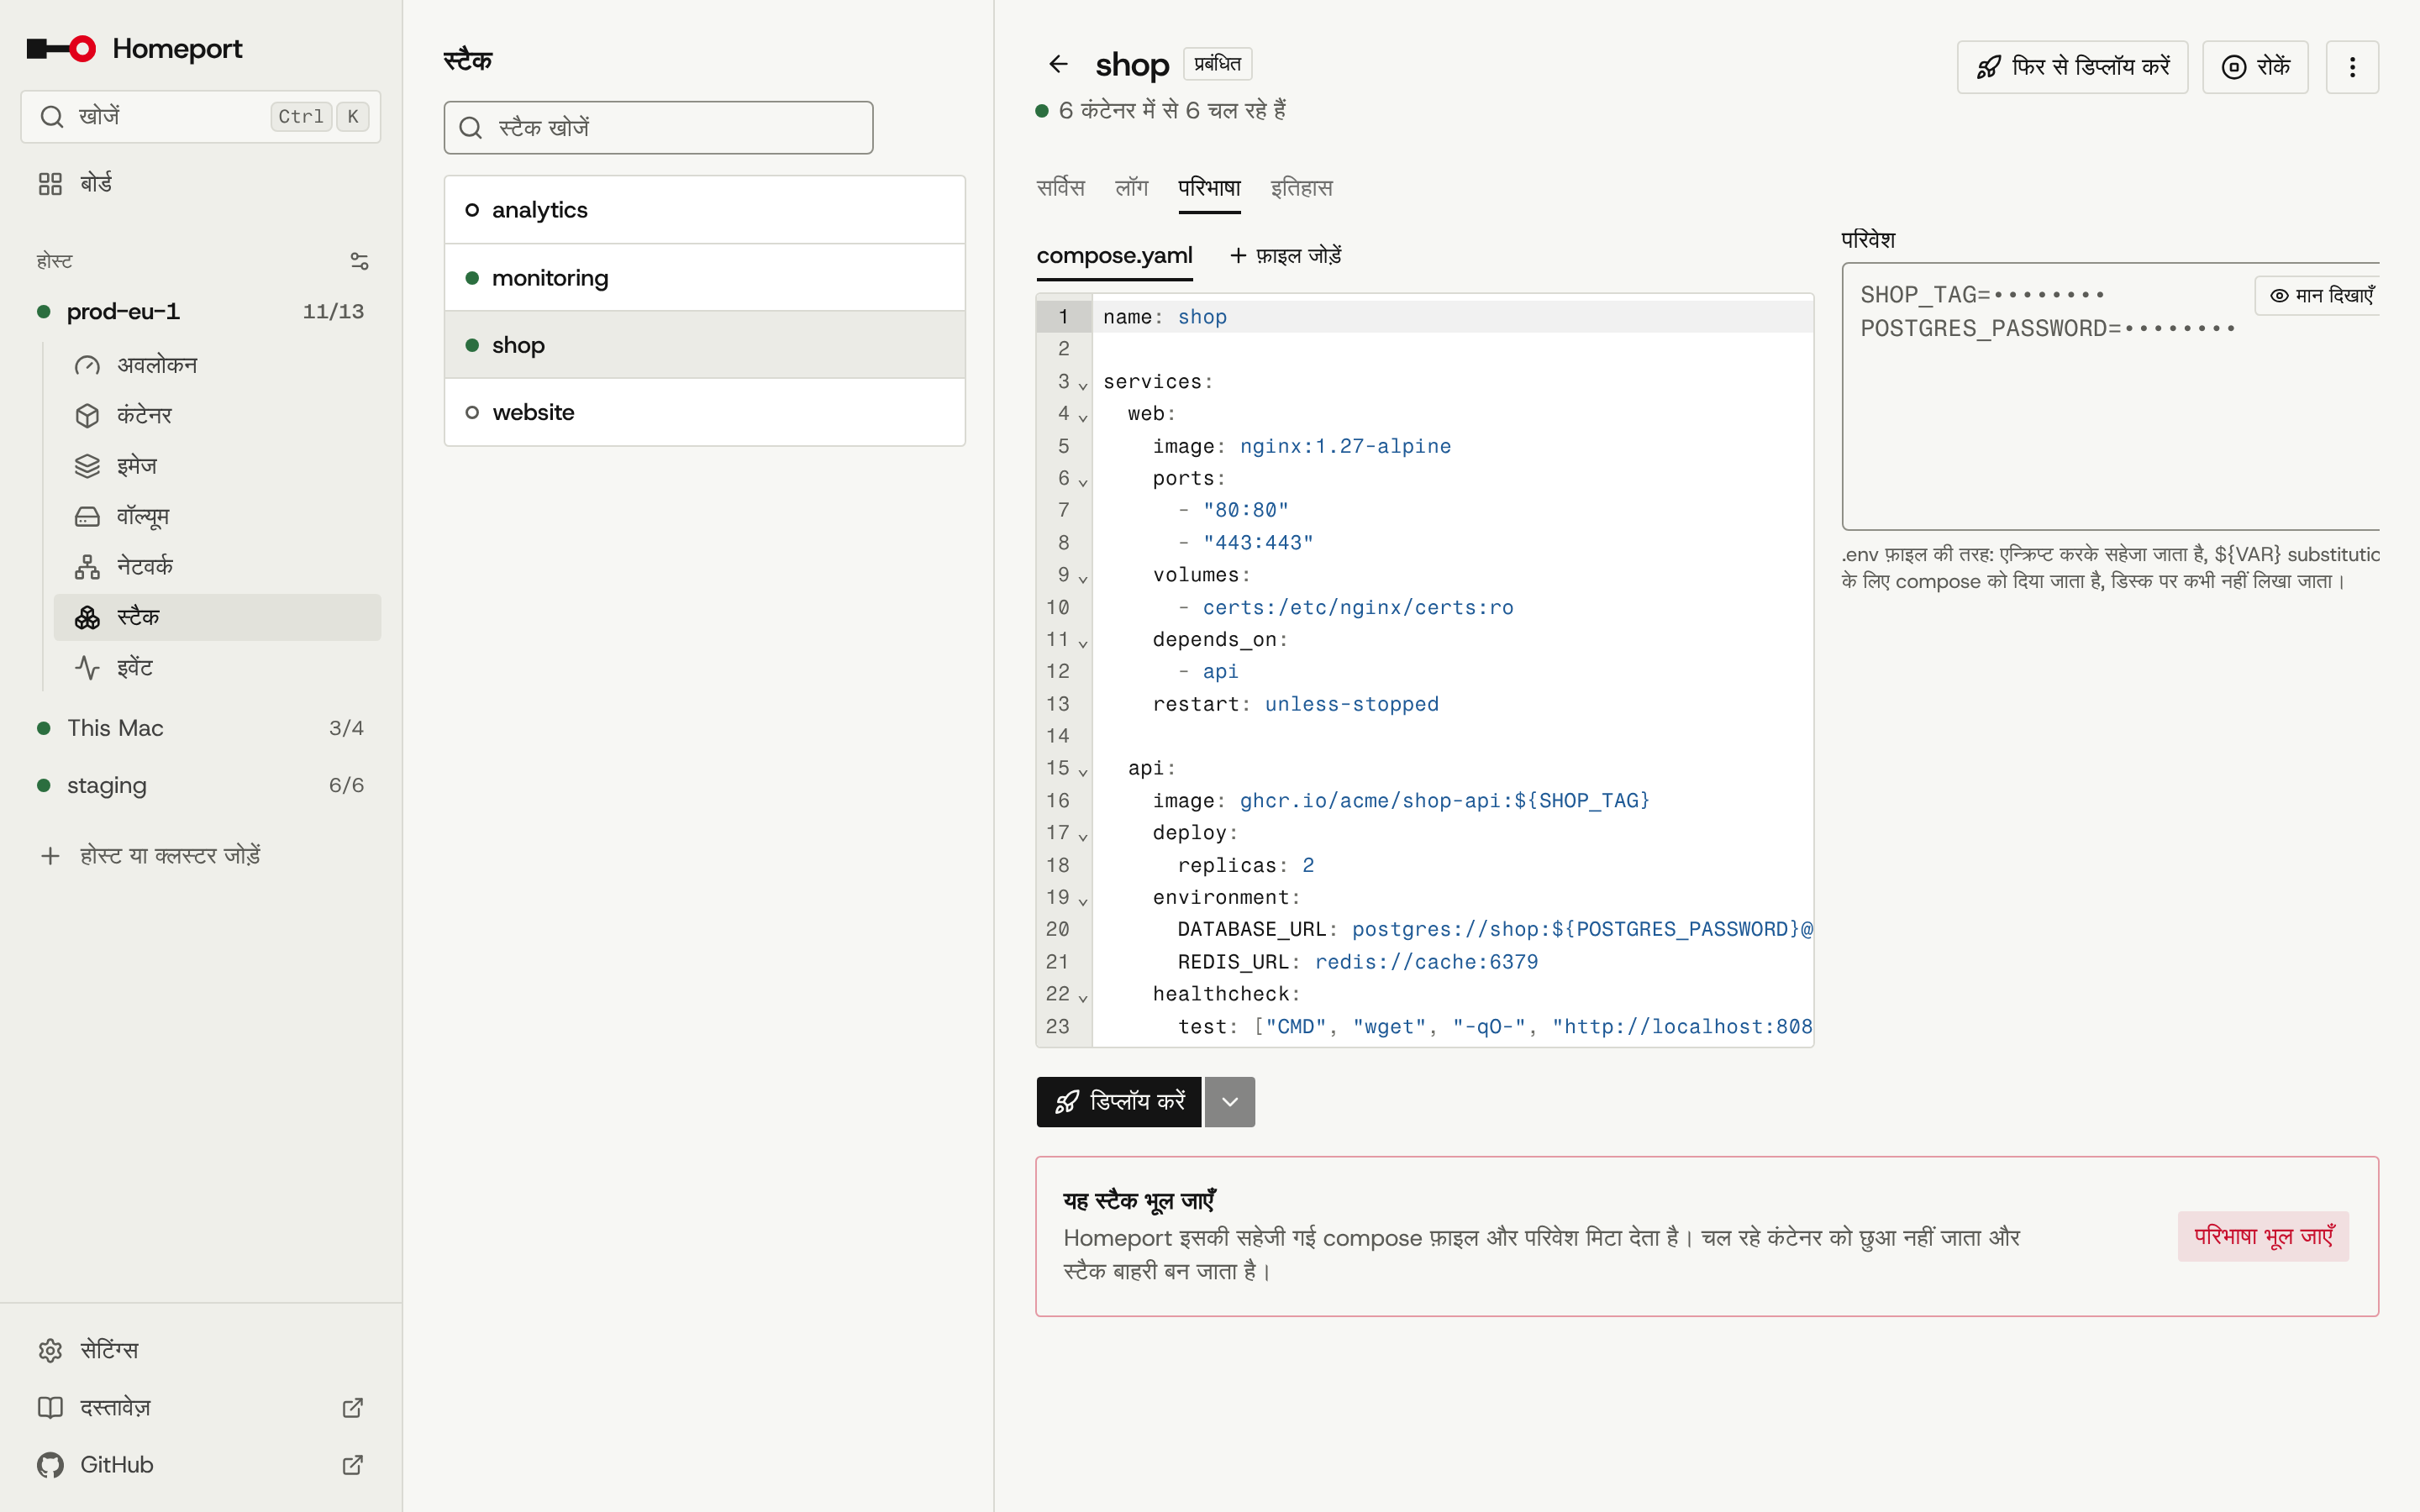 Homeport
खोजें Ctrl K
बोर्ड
होस्ट
prod-eu-1 11/13
अवलोकन
कंटेनर
इमेज
वॉल्यूम
नेटवर्क
स्टैक
इवेंट
This Mac 3/4
staging 6/6
होस्ट या क्लस्टर जोड़ें
सेटिंग्स
दस्तावेज़
GitHub
स्टैक
स्टैक खोजें
analytics
monitoring
shop
website
shop प्रबंधित
6 कंटेनर में से 6 चल रहे हैं
फिर से डिप्लॉय करें
रोकें
सर्विस लॉग परिभाषा इतिहास
compose.yaml + फ़ाइल जोड़ें
1 name: shop
2
3 services:
4 web:
5 image: nginx:1.27-alpine
6 ports:
7 - "80:80"
8 - "443:443"
9 volumes:
10 - certs:/etc/nginx/certs:ro
11 depends_on:
12 - api
13 restart: unless-stopped
14
15 api:
16 image: ghcr.io/acme/shop-api:${SHOP_TAG}
17 deploy:
18 replicas: 2
19 environment:
20 DATABASE_URL: postgres://shop:${POSTGRES_PASSWORD}@
21 REDIS_URL: redis://cache:6379
22 healthcheck:
23 test: ["CMD", "wget", "-qO-", "http://localhost:808
परिवेश
SHOP_TAG=••••••••
POSTGRES_PASSWORD=••••••••
मान दिखाएँ
.env फ़ाइल की तरह: एन्क्रिप्ट करके सहेजा जाता है, ${VAR} substitutic
के लिए compose को दिया जाता है, डिस्क पर कभी नहीं लिखा जाता।
डिप्लॉय करें
यह स्टैक भूल जाएँ
Homeport इसकी सहेजी गई compose फ़ाइल और परिवेश मिटा देता है। चल रहे कंटेनर को छुआ नहीं जाता और
स्टैक बाहरी बन जाता है।
परिभाषा भूल जाएँ